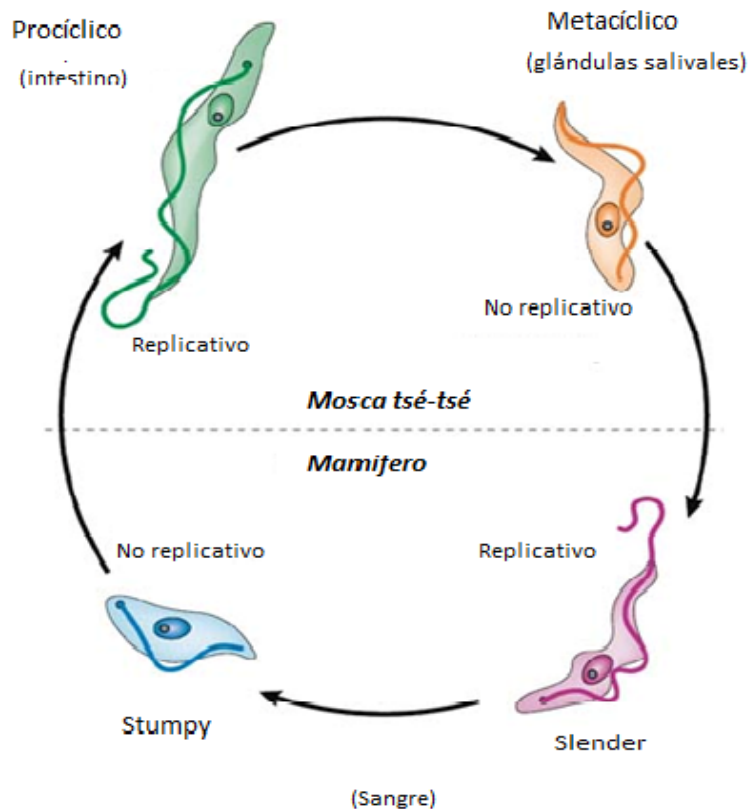 Procíclico
(intestino)
Metacíclico
(glándulas salivales)
Replicativo
No replicativo
Mosca tsé-tsé
Mamifero
No replicativo
Replicativo
Stumpy
Slender
(Sangre)